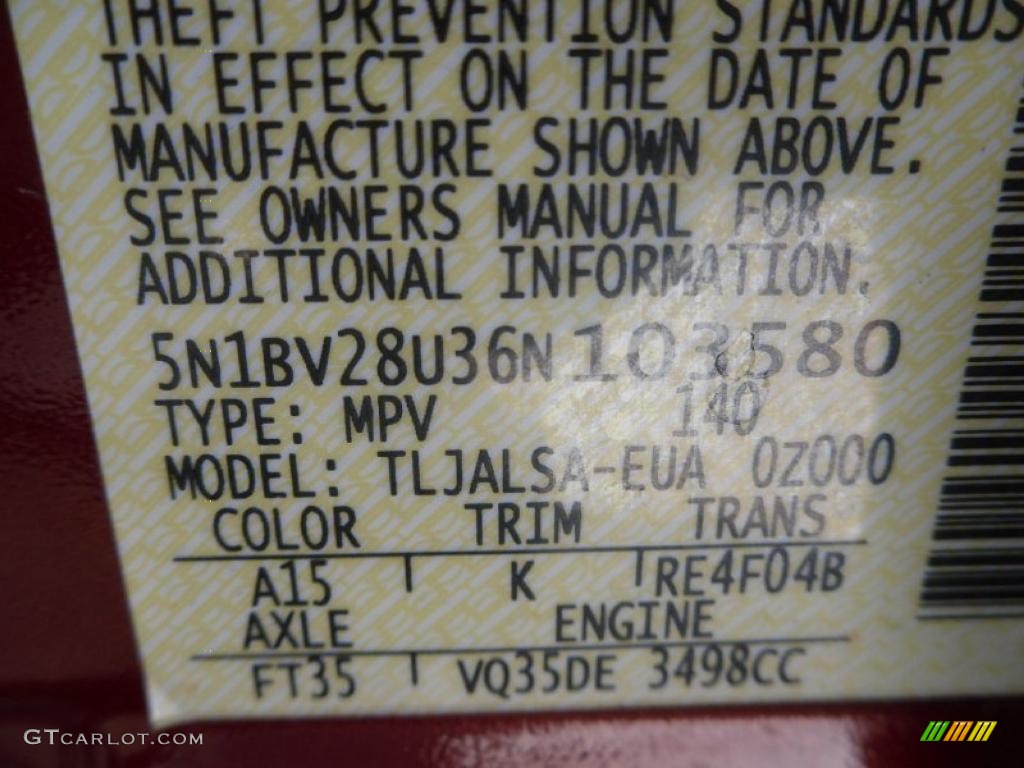 THEFT PREVENTION STANDARDS
IN EFFECT ON THE DATE OF
MANUFACTURE SHOWN ABOVE.
SEE OWNERS MANUAL FOR
ADDITIONAL INFORMATION.
5N1BV28U36N103580
TYPE: MPV 140
MODEL: TLJALSA-EUA 0Z000
COLOR TRIM TRANS
A15 K RE4F04B
AXLE ENGINE
FT35 VQ35DE 3498CC
GTCARLOT.COM